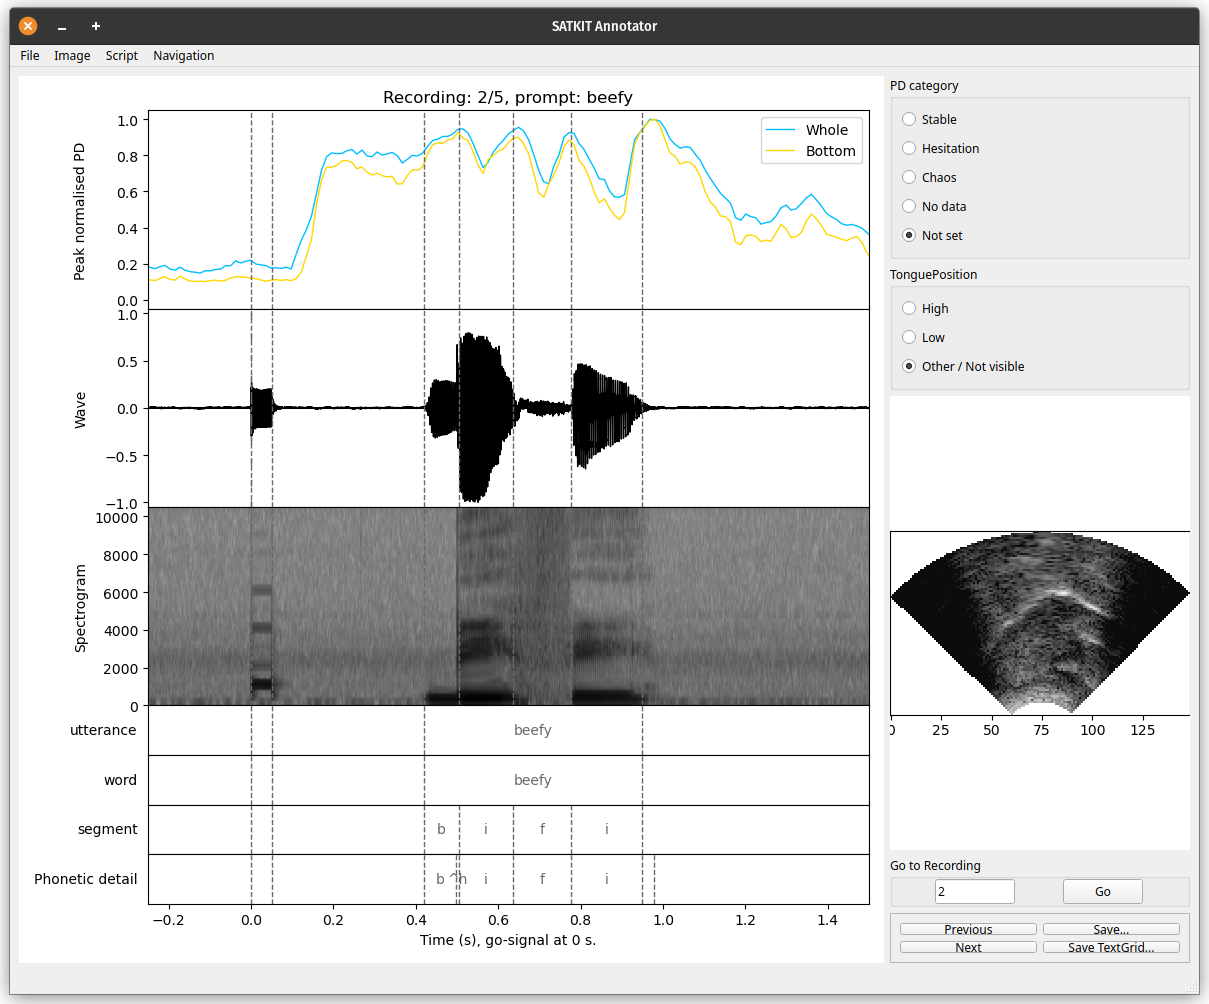 SATKIT Annotator
File Image Script Navigation
Recording: 2/5, prompt: beefy
Peak normalised PD
1.0
0.8
0.6
0.4
0.2
0.0
Whole
Bottom
Wave
1.0
0.5
0.0
−0.5
−1.0
Spectrogram
10000
8000
6000
4000
2000
0
utterance
beefy
word
beefy
segment
b i f i
Phonetic detail
b ^h i f i
−0.2 0.0 0.2 0.4 0.6 0.8 1.0 1.2 1.4
Time (s), go-signal at 0 s.
PD category
Stable
Hesitation
Chaos
No data
Not set
TonguePosition
High
Low
Other / Not visible
0 25 50 75 100 125
Go to Recording
2 Go
Previous Save...
Next Save TextGrid...